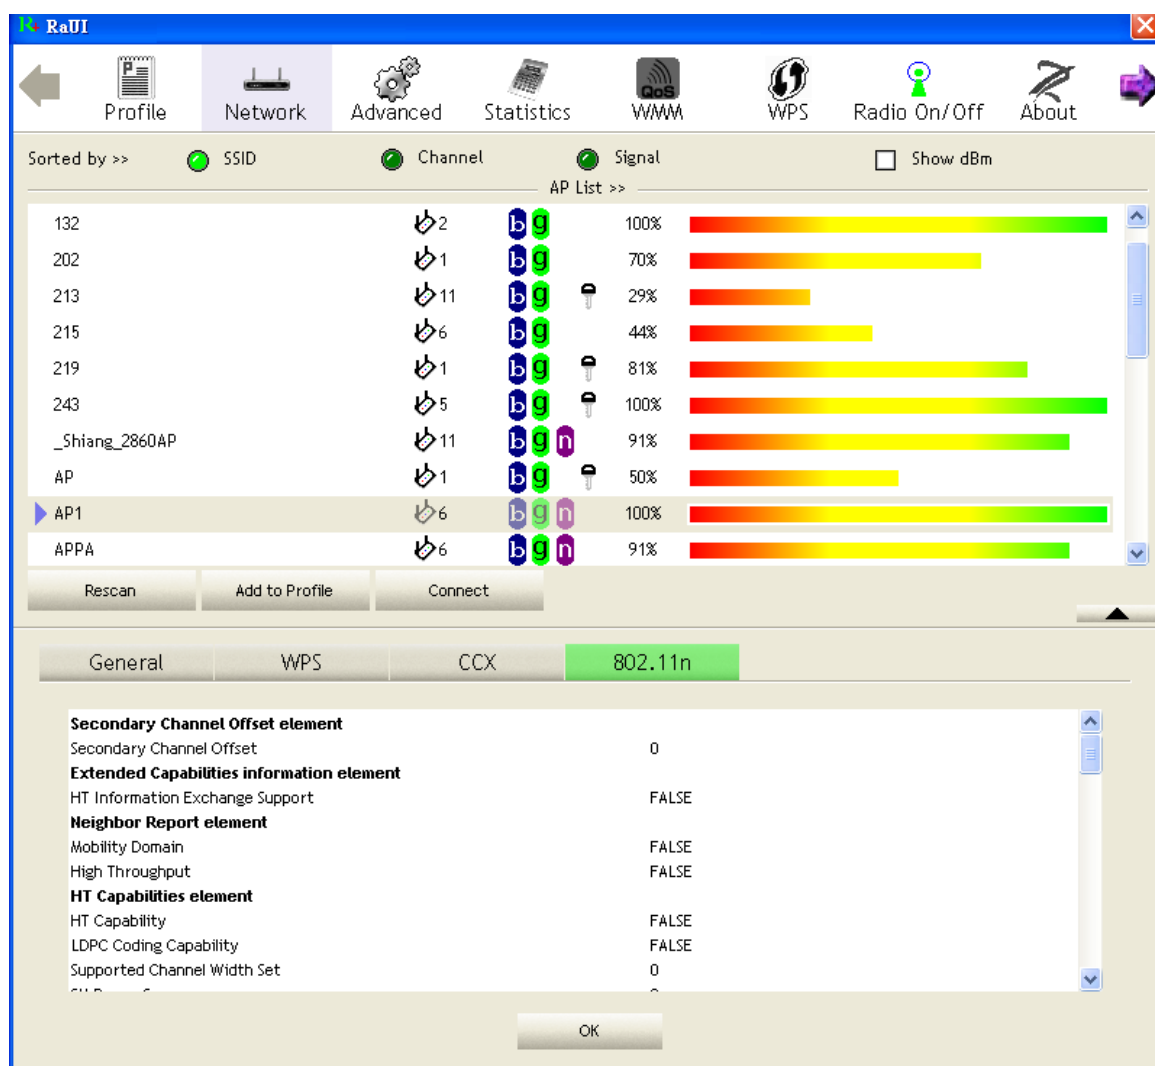 R RaUI
Profile Network Advanced Statistics QoS WMM WPS Radio On/Off About
Sorted by >> SSID Channel Signal Show dBm
AP List >>
132 2 b g 100%
202 1 b g 70%
213 11 b g 29%
215 6 b g 44%
219 1 b g 81%
243 5 b g 100%
_Shiang_2860AP 11 b g n 91%
AP 1 b g 50%
AP1 6 b g n 100%
APPA 6 b g n 91%
Rescan Add to Profile Connect
General WPS CCX 802.11n
Secondary Channel Offset element
Secondary Channel Offset 0
Extended Capabilities information element
HT Information Exchange Support FALSE
Neighbor Report element
Mobility Domain FALSE
High Throughput FALSE
HT Capabilities element
HT Capability FALSE
LDPC Coding Capability FALSE
Supported Channel Width Set 0
OK